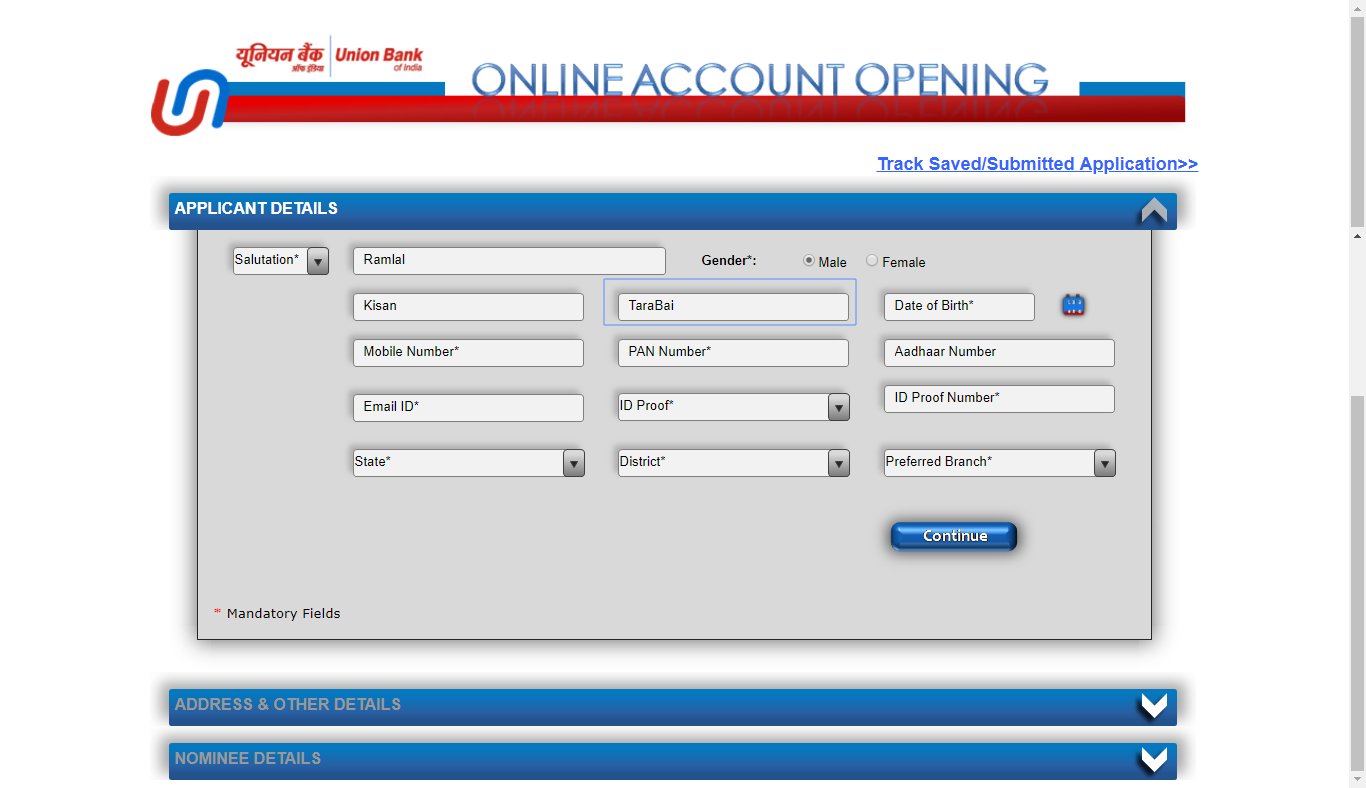 यूनियन बैंक Union Bank
ऑफ इंडिया of India
ONLINE ACCOUNT OPENING
Track Saved/Submitted Application>>
APPLICANT DETAILS
Salutation* Ramlal Gender*: Male Female
Kisan TaraBai Date of Birth*
Mobile Number* PAN Number* Aadhaar Number
Email ID* ID Proof* ID Proof Number*
State* District* Preferred Branch*
Continue
* Mandatory Fields
ADDRESS & OTHER DETAILS
NOMINEE DETAILS